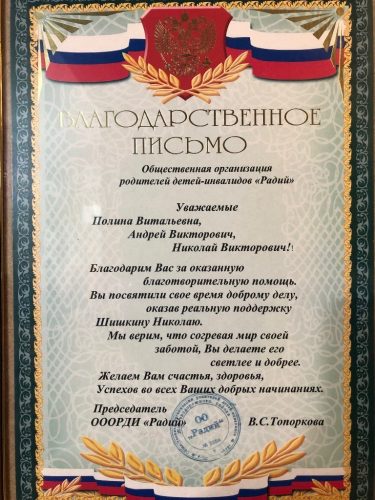 БЛАГОДАРСТВЕННОЕ
ПИСЬМО
Общественная организация
родителей детей-инвалидов «Радий»
Уважаемые
Полина Витальевна,
Андрей Викторович,
Николай Викторович!
Благодарим Вас за оказанную
благотворительную помощь.
Вы посвятили свое время доброму делу,
оказав реальную поддержку
Шишкину Николаю.
Мы верим, что согревая мир своей
заботой, Вы делаете его
светлее и добрее.
Желаем Вам счастья, здоровья,
Успехов во всех Ваших добрых начинаниях.
Председатель
ОООРДИ «Радий»
В.С.Топоркова
ОО
„Радий"